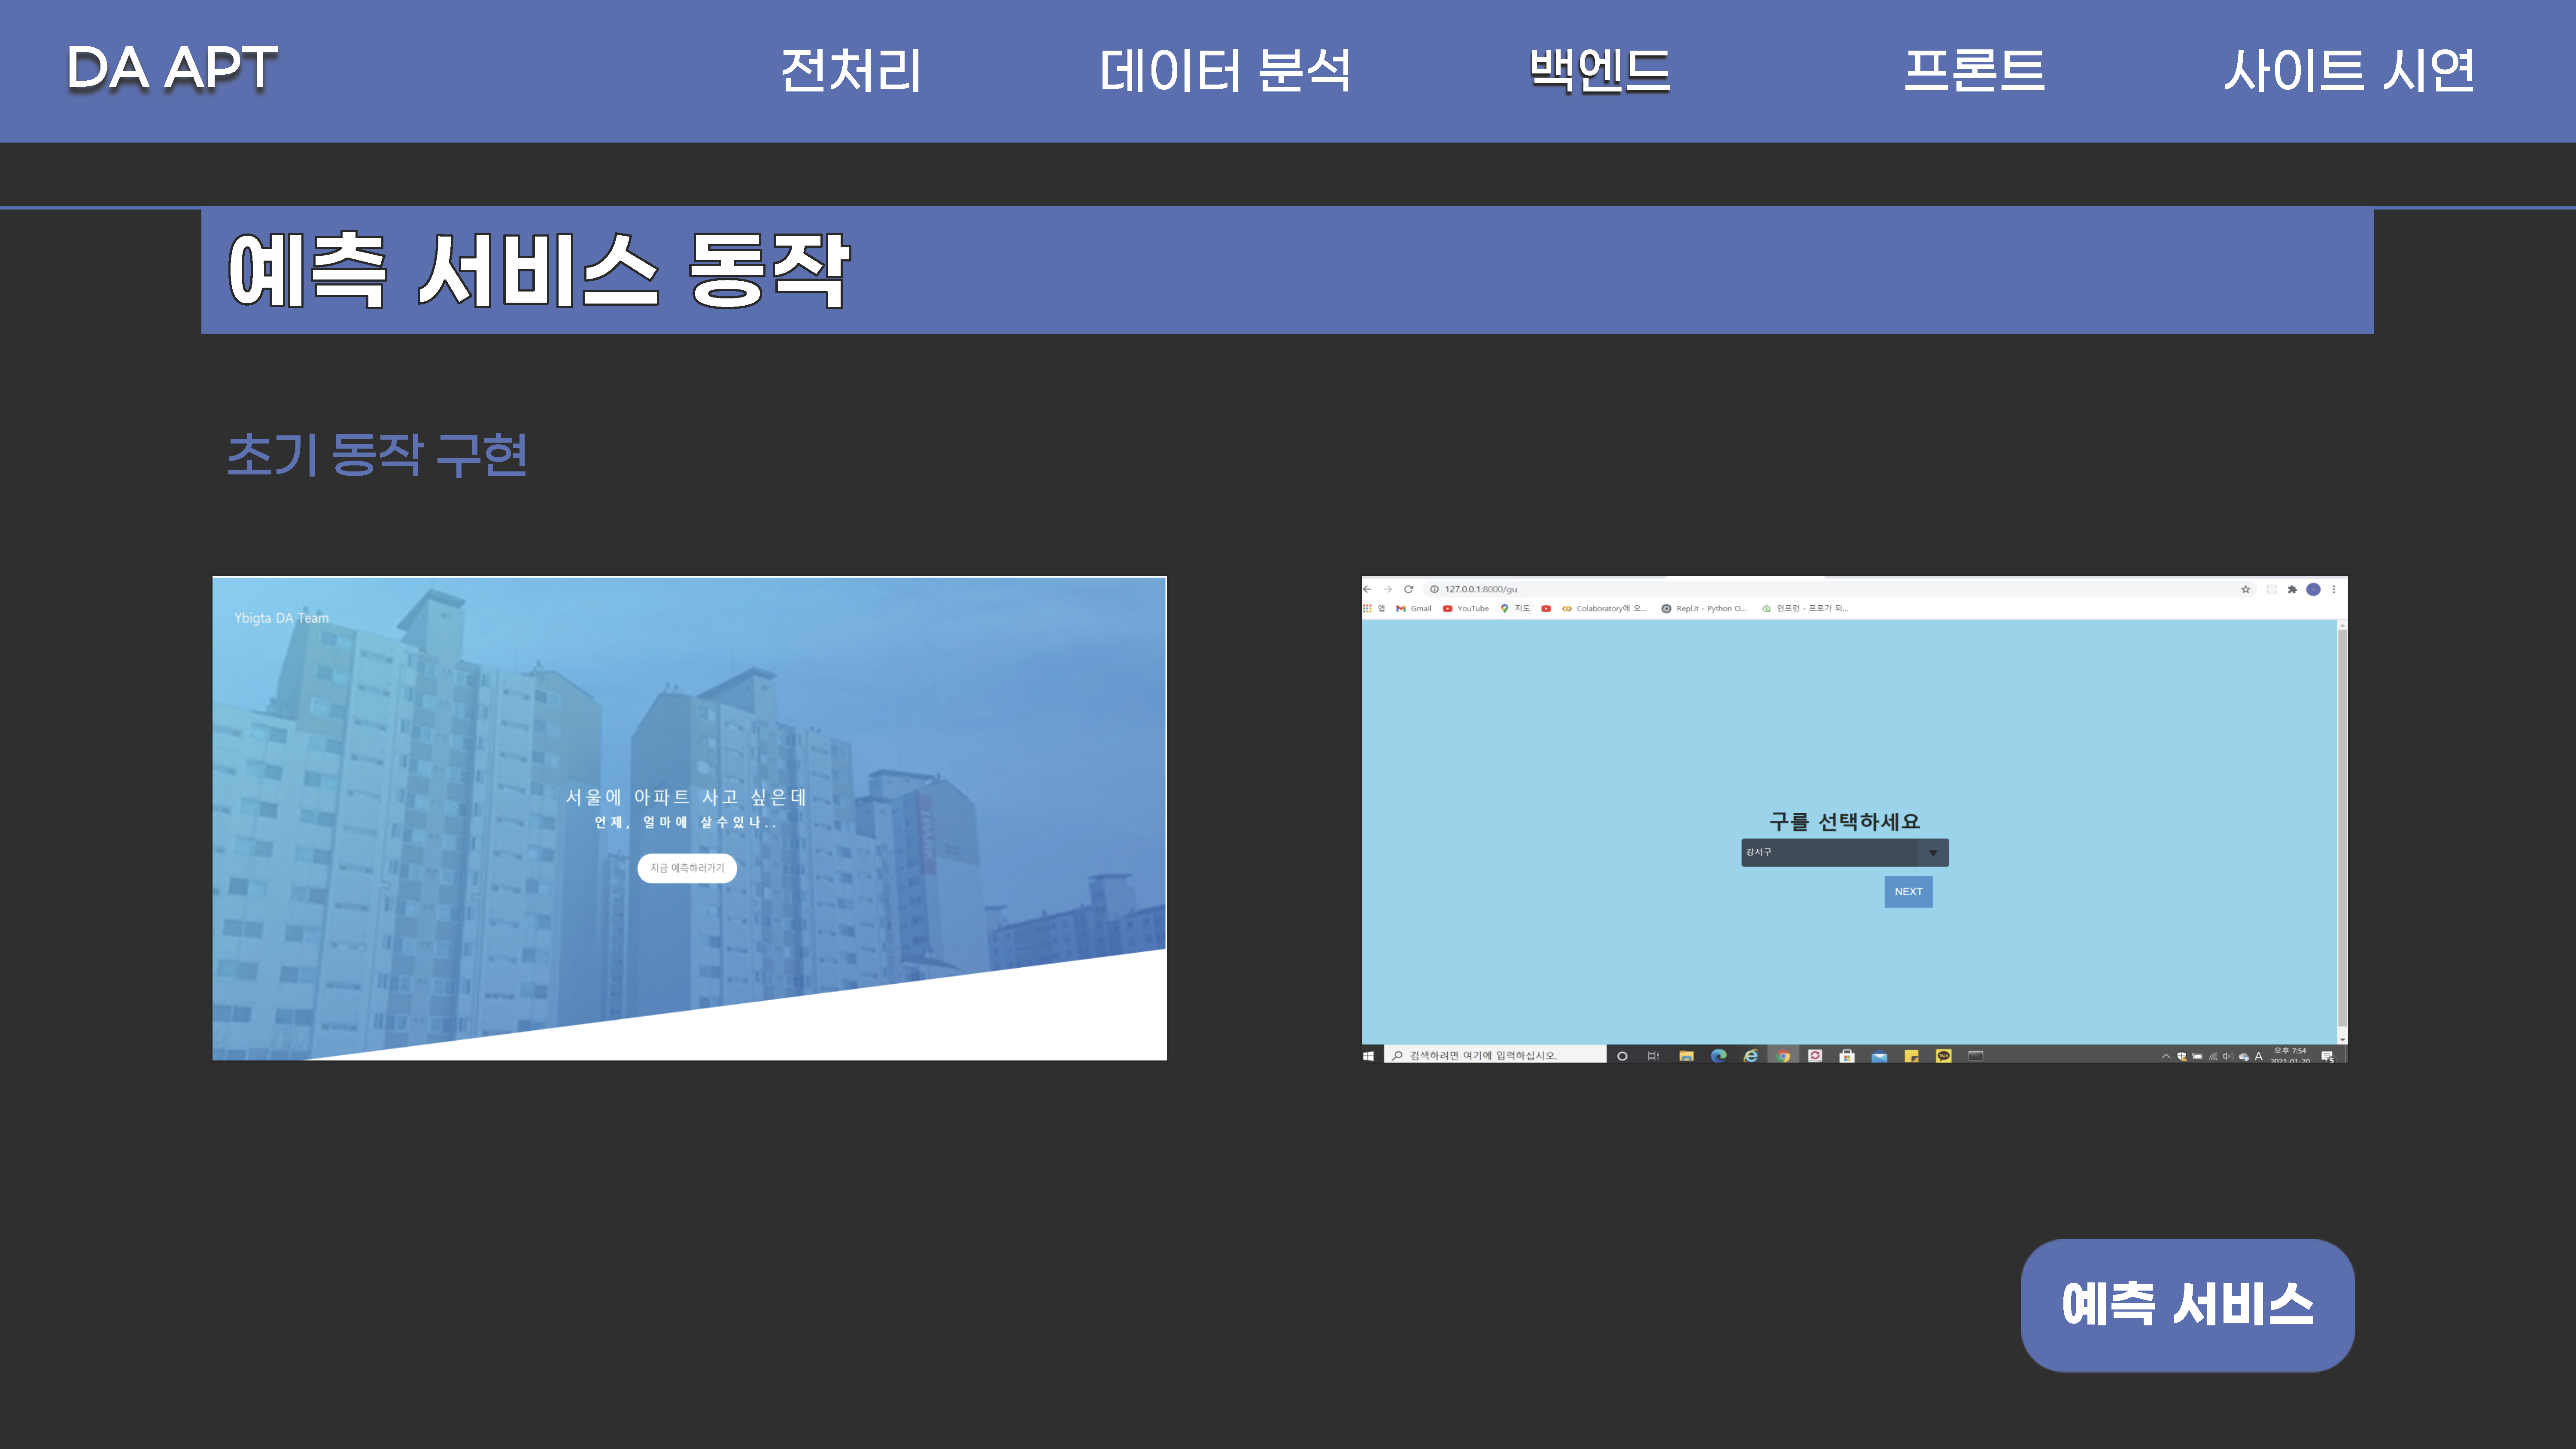 DA APT
전처리
데이터 분석
백엔드
프론트
사이트 시연
예측 서비스 동작
초기 동작 구현
Ybigta DA Team
서울에 아파트 사고 싶은데
언제, 얼마에 살수있나..
지금 예측하러가기
127.0.0.1:8000/gu
앱
Gmail
YouTube
지도
Colaboratory에 오...
Repl.it - Python O...
인프런 - 프로가 되...
구를 선택하세요
강서구
NEXT
검색하려면 여기에 입력하십시오.
A
오후 7:54
2021-01-20
예측 서비스